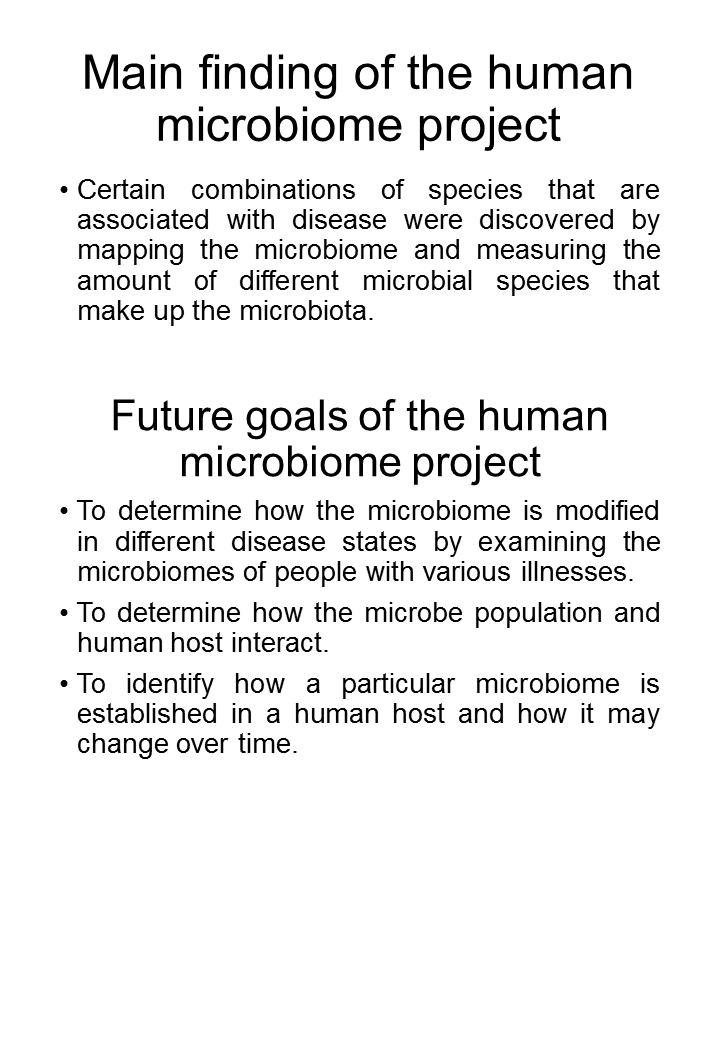 Main finding of the human
microbiome project
• Certain combinations of species that are
associated with disease were discovered by
mapping the microbiome and measuring the
amount of different microbial species that
make up the microbiota.
Future goals of the human
microbiome project
• To determine how the microbiome is modified
in different disease states by examining the
microbiomes of people with various illnesses.
• To determine how the microbe population and
human host interact.
• To identify how a particular microbiome is
established in a human host and how it may
change over time.